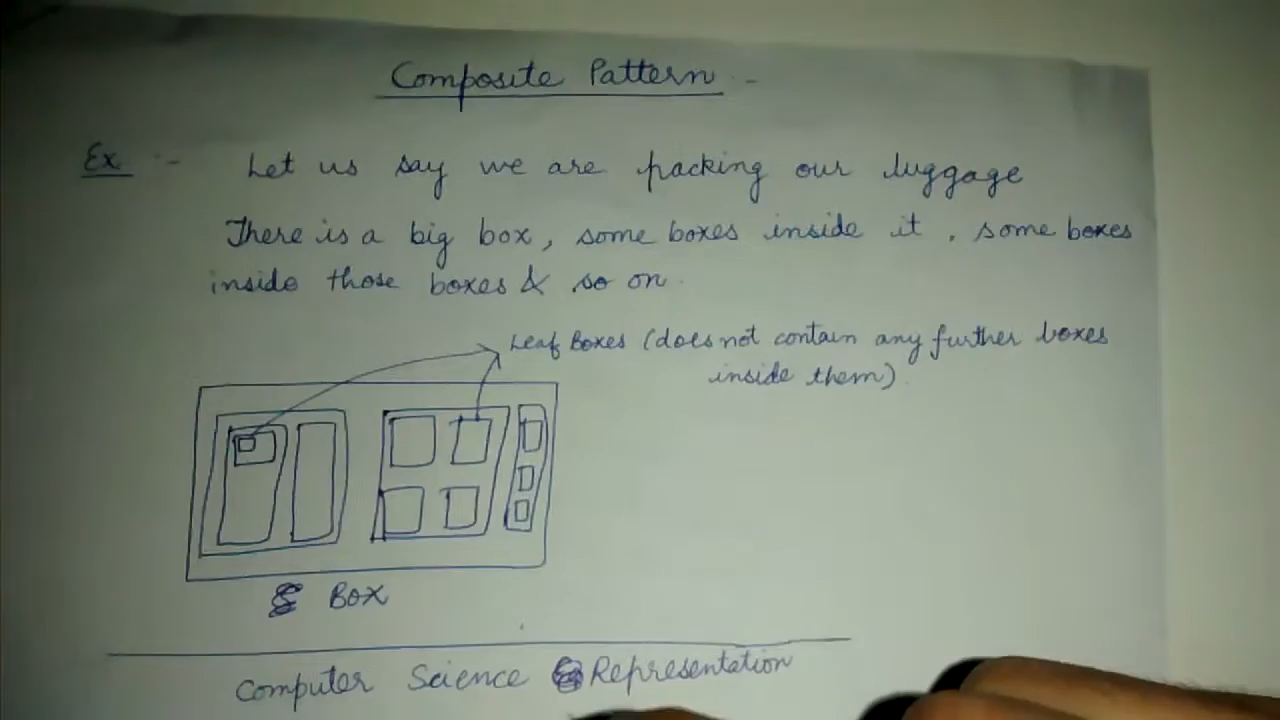 Composite Pattern -
Ex :- Let us say we are packing our luggage
There is a big box, some boxes inside it, some boxes
inside those boxes & so on.
Leaf Boxes (does not contain any further boxes
inside them)
Box
Computer Science Representation